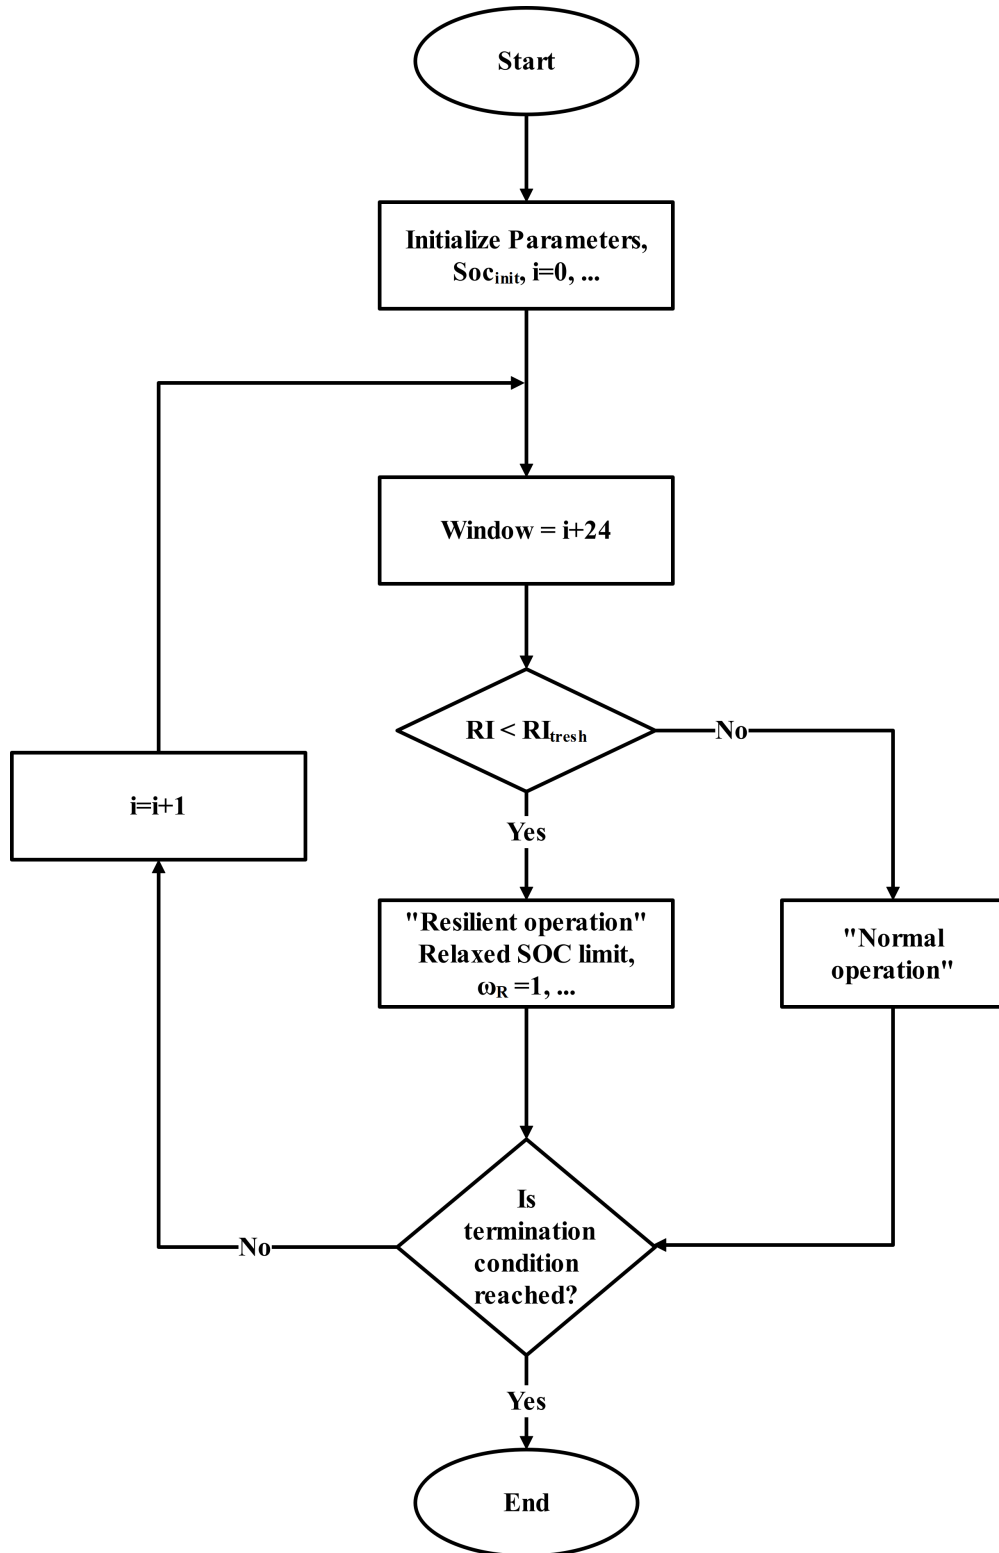 Start
Initialize Parameters,
Soc_init, i=0, ...
Window = i+24
RI < RI_tresh
No
Yes
i=i+1
"Resilient operation"
Relaxed SOC limit,
ω_R =1, ...
"Normal
operation"
Is
termination
condition
reached?
No
Yes
End